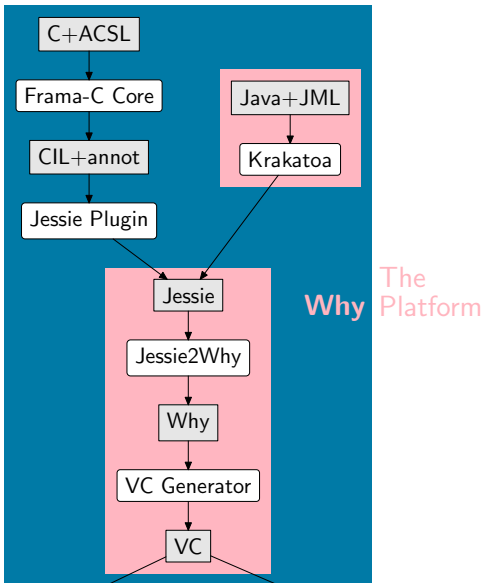 C+ACSL
Frama-C Core
Java+JML
CIL+annot
Krakatoa
Jessie Plugin
The
Why Platform
Jessie
Jessie2Why
Why
VC Generator
VC